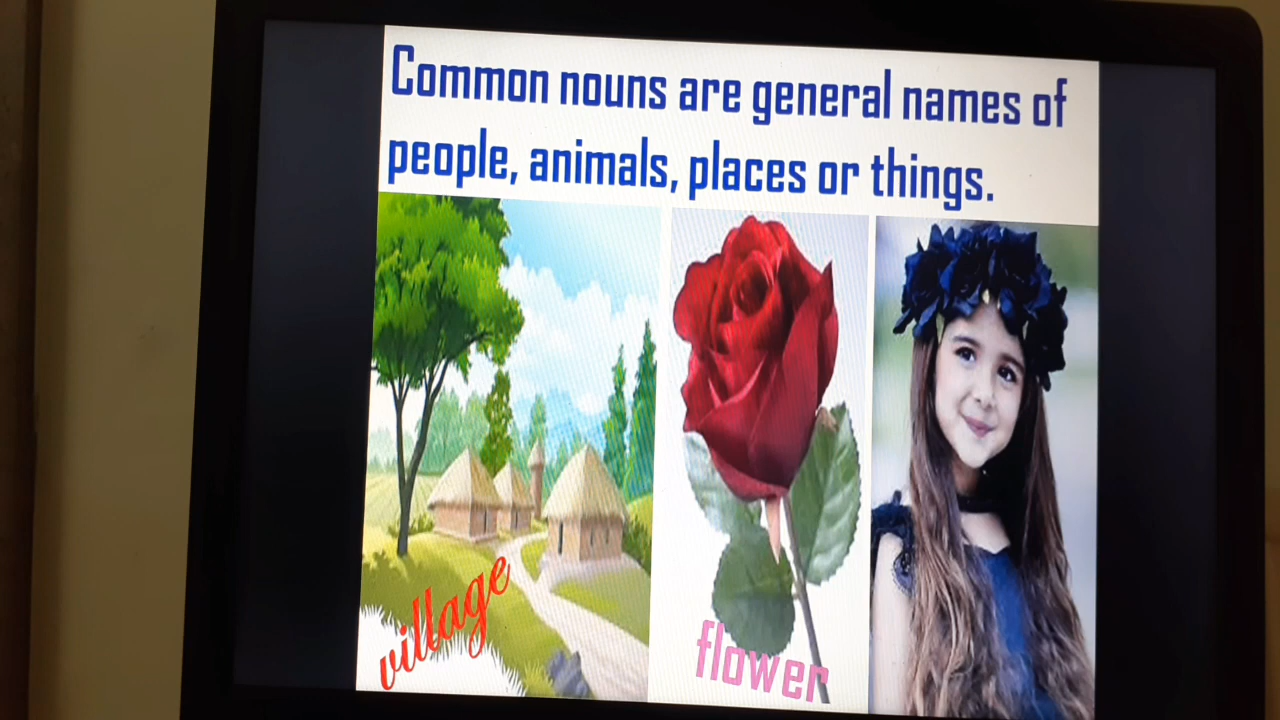 Common nouns are general names of
people, animals, places or things.
village
flower